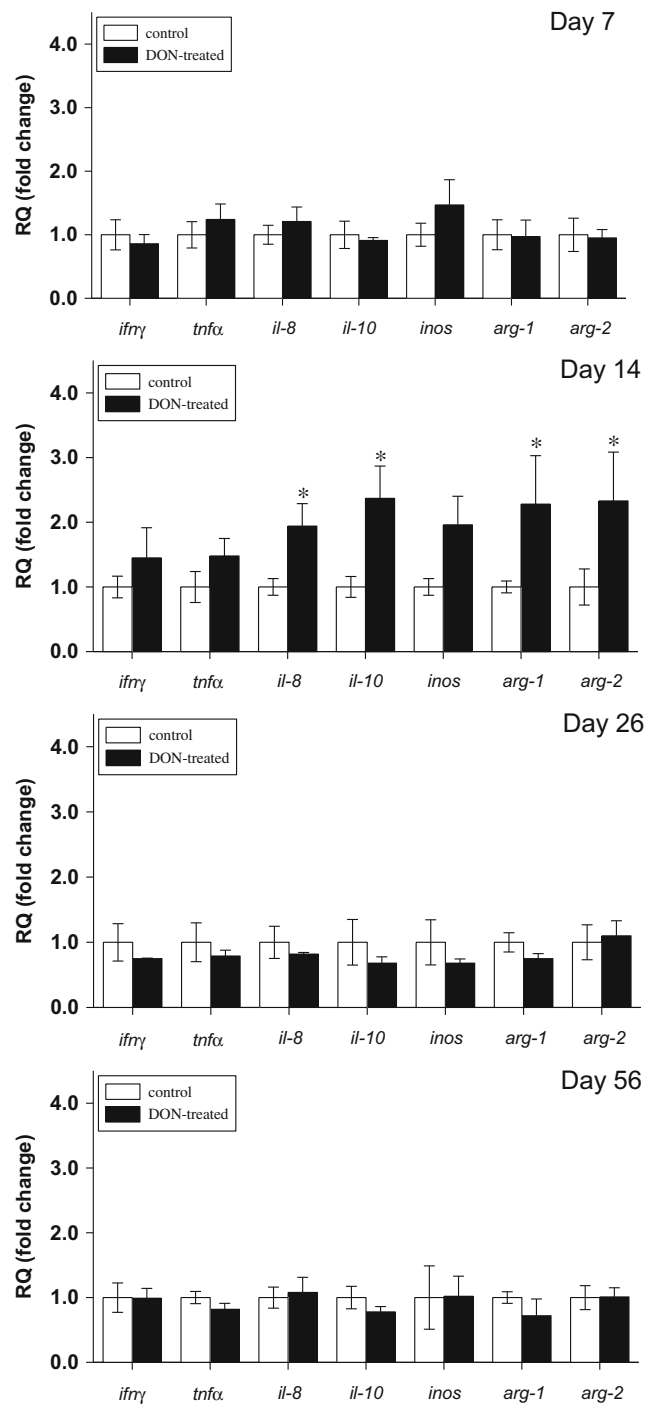 Day 7
control
DON-treated
RQ (fold change)
4.0
3.0
2.0
1.0
0.0
ifnγ tnfα il-8 il-10 inos arg-1 arg-2
Day 14
control
DON-treated
RQ (fold change)
4.0
3.0
2.0
1.0
0.0
* * * *
ifnγ tnfα il-8 il-10 inos arg-1 arg-2
Day 26
control
DON-treated
RQ (fold change)
4.0
3.0
2.0
1.0
0.0
ifnγ tnfα il-8 il-10 inos arg-1 arg-2
Day 56
control
DON-treated
RQ (fold change)
4.0
3.0
2.0
1.0
0.0
ifnγ tnfα il-8 il-10 inos arg-1 arg-2